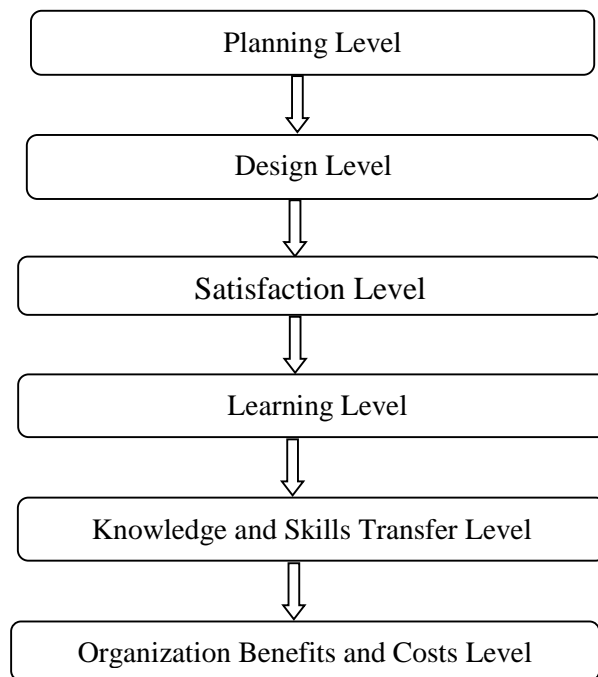 Planning Level
Design Level
Satisfaction Level
Learning Level
Knowledge and Skills Transfer Level
Organization Benefits and Costs Level